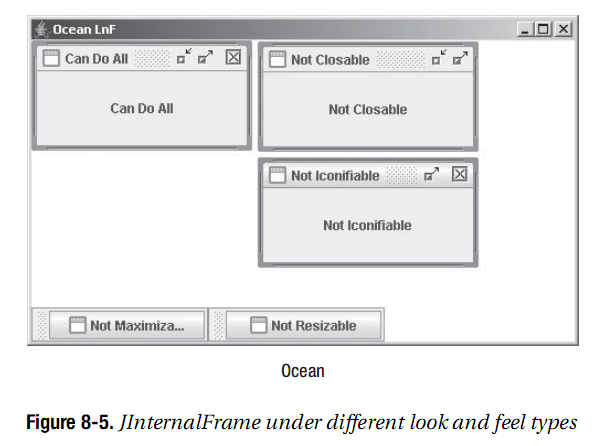 Ocean LnF
Can Do All
Not Closable
Can Do All
Not Closable
Not Iconifiable
Not Iconifiable
Not Maximiza...
Not Resizable
Ocean
Figure 8-5. JInternalFrame under different look and feel types